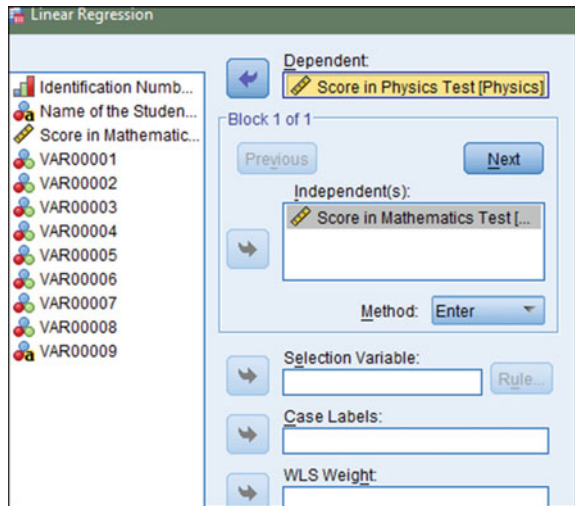 Linear Regression
Identification Numb...
Name of the Studen...
Score in Mathematic...
VAR00001
VAR00002
VAR00003
VAR00004
VAR00005
VAR00006
VAR00007
VAR00008
VAR00009
Dependent:
Score in Physics Test [Physics]
Block 1 of 1
Previous
Next
Independent(s):
Score in Mathematics Test [...
Method: Enter
Selection Variable:
Rule...
Case Labels:
WLS Weight: